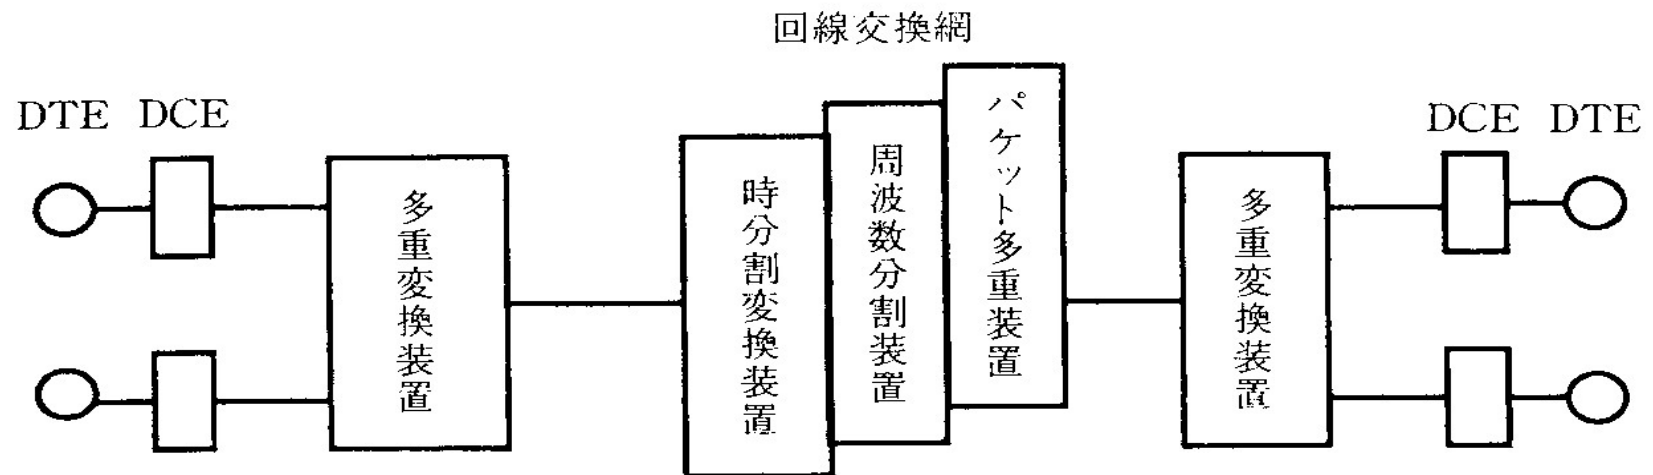 回線交換網
DTE DCE
DCE DTE
多重変換装置
時分割変換装置
周波数分割装置
パケット多重装置
多重変換装置